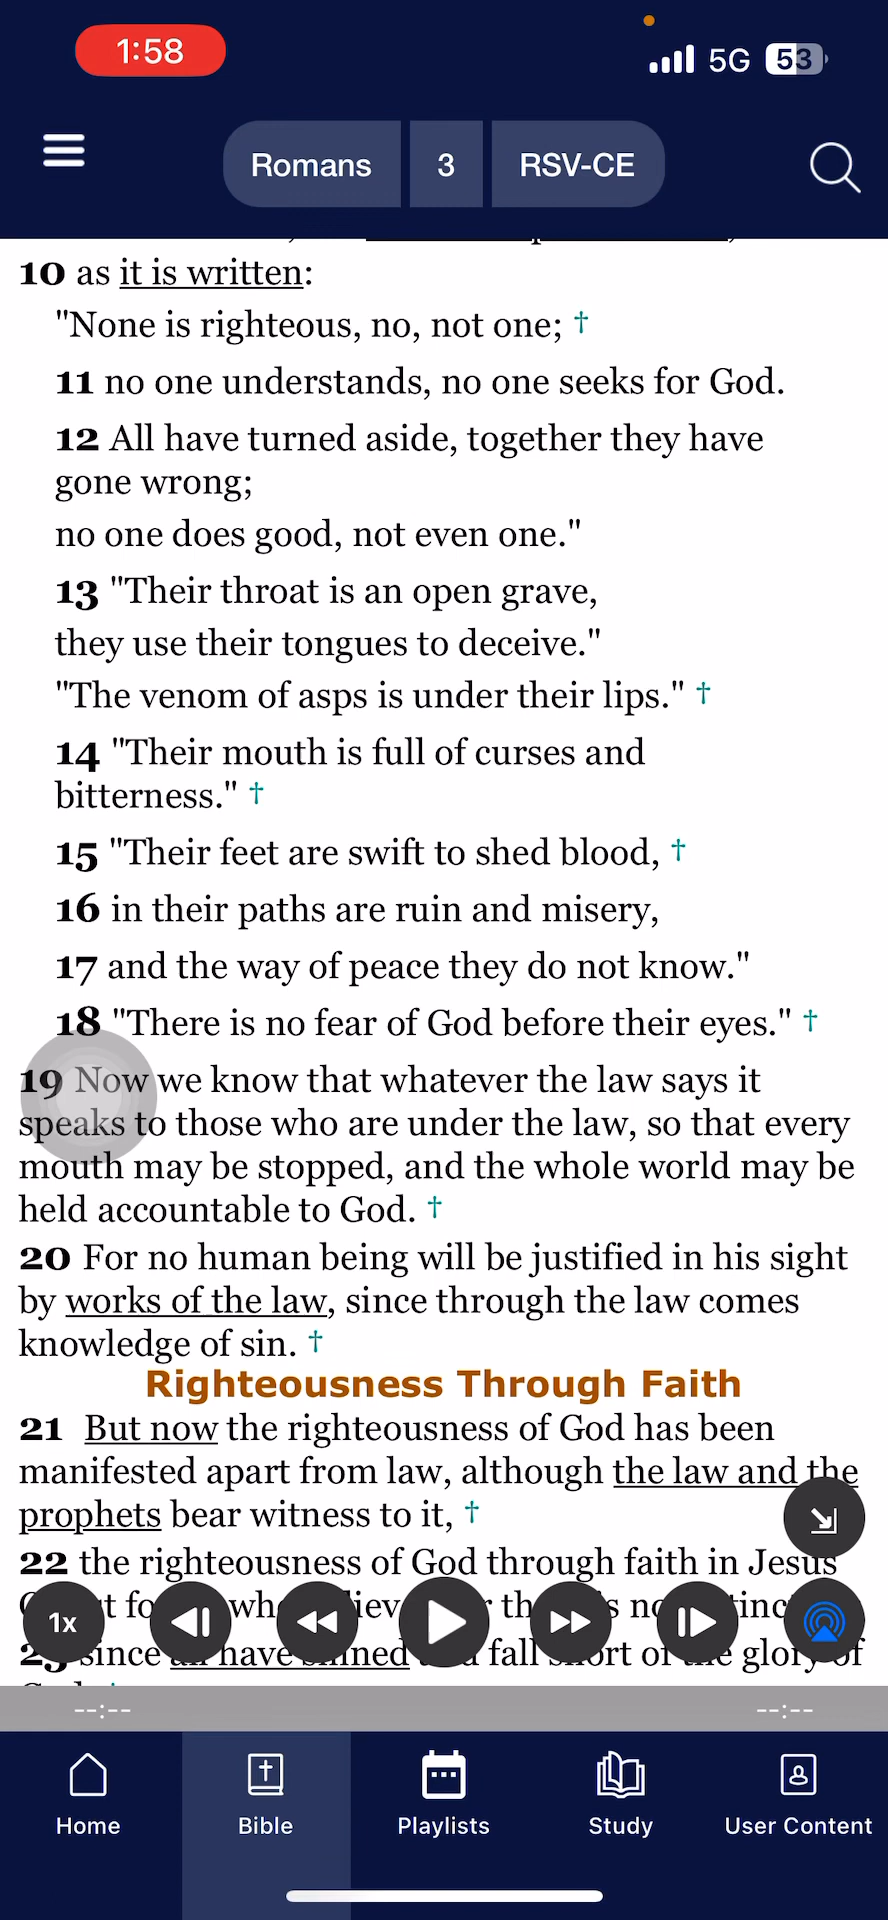 1:58
5G 53
Romans 3 RSV-CE
10 as it is written:
"None is righteous, no, not one; †
11 no one understands, no one seeks for God.
12 All have turned aside, together they have
gone wrong;
no one does good, not even one."
13 "Their throat is an open grave,
they use their tongues to deceive."
"The venom of asps is under their lips." †
14 "Their mouth is full of curses and
bitterness." †
15 "Their feet are swift to shed blood, †
16 in their paths are ruin and misery,
17 and the way of peace they do not know."
18 "There is no fear of God before their eyes." †
19 Now we know that whatever the law says it
speaks to those who are under the law, so that every
mouth may be stopped, and the whole world may be
held accountable to God. †
20 For no human being will be justified in his sight
by works of the law, since through the law comes
knowledge of sin. †
Righteousness Through Faith
21 But now the righteousness of God has been
manifested apart from law, although the law and the
prophets bear witness to it, †
22 the righteousness of God through faith in Jesus
1x
since all have sinned fall short of the glory of
--:-- --:--
Home Bible Playlists Study User Content